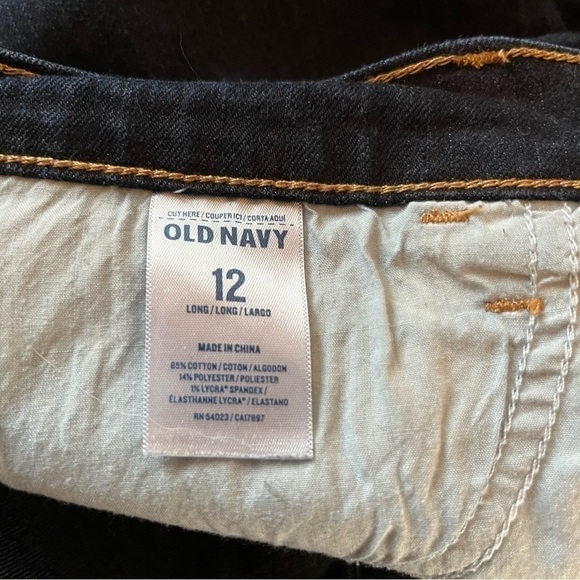 CUT HERE / COUPER ICI / CORTA AQUÍ
OLD NAVY
12
LONG / LONG / LARGO
MADE IN CHINA
85% COTTON / COTON / ALGODON
14% POLYESTER / POLIESTER
1% LYCRA® SPANDEX /
ÉLASTHANNE LYCRA® / ELASTANO
RN 54023 / CA17897